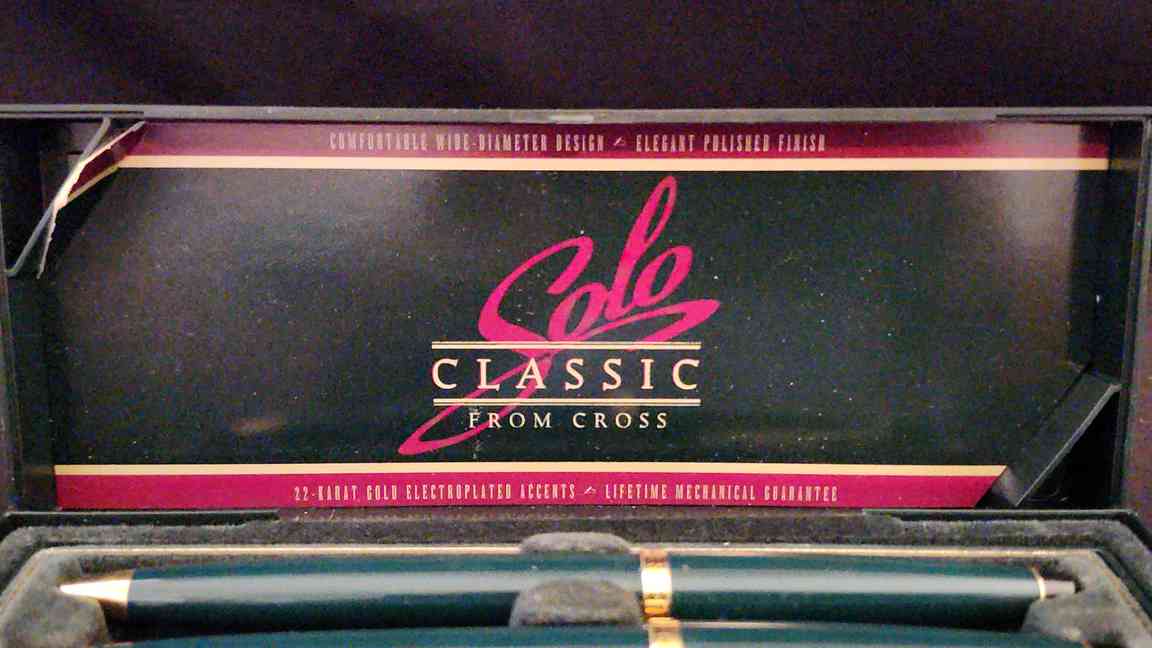 COMFORTABLE WIDE-DIAMETER DESIGN ELEGANT POLISHED FINISH
Solo
CLASSIC
FROM CROSS
22-KARAT GOLD ELECTROPLATED ACCENTS LIFETIME MECHANICAL GUARANTEE